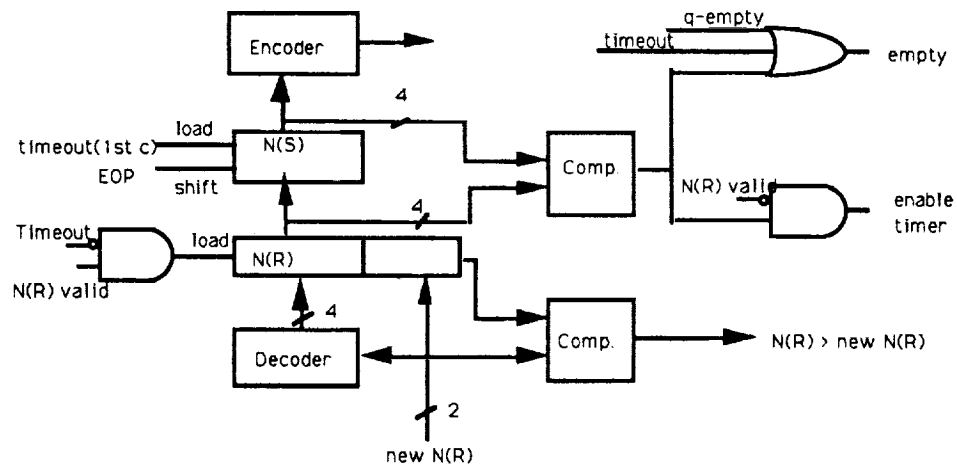 q-empty
Encoder
timeout
empty
4
load
timeout(1st c)
N(S)
EOP
shift
Comp.
N(R) valid
enable
timer
4
Timeout
load
N(R)
N(R) valid
4
Decoder
Comp.
N(R) > new N(R)
2
new N(R)